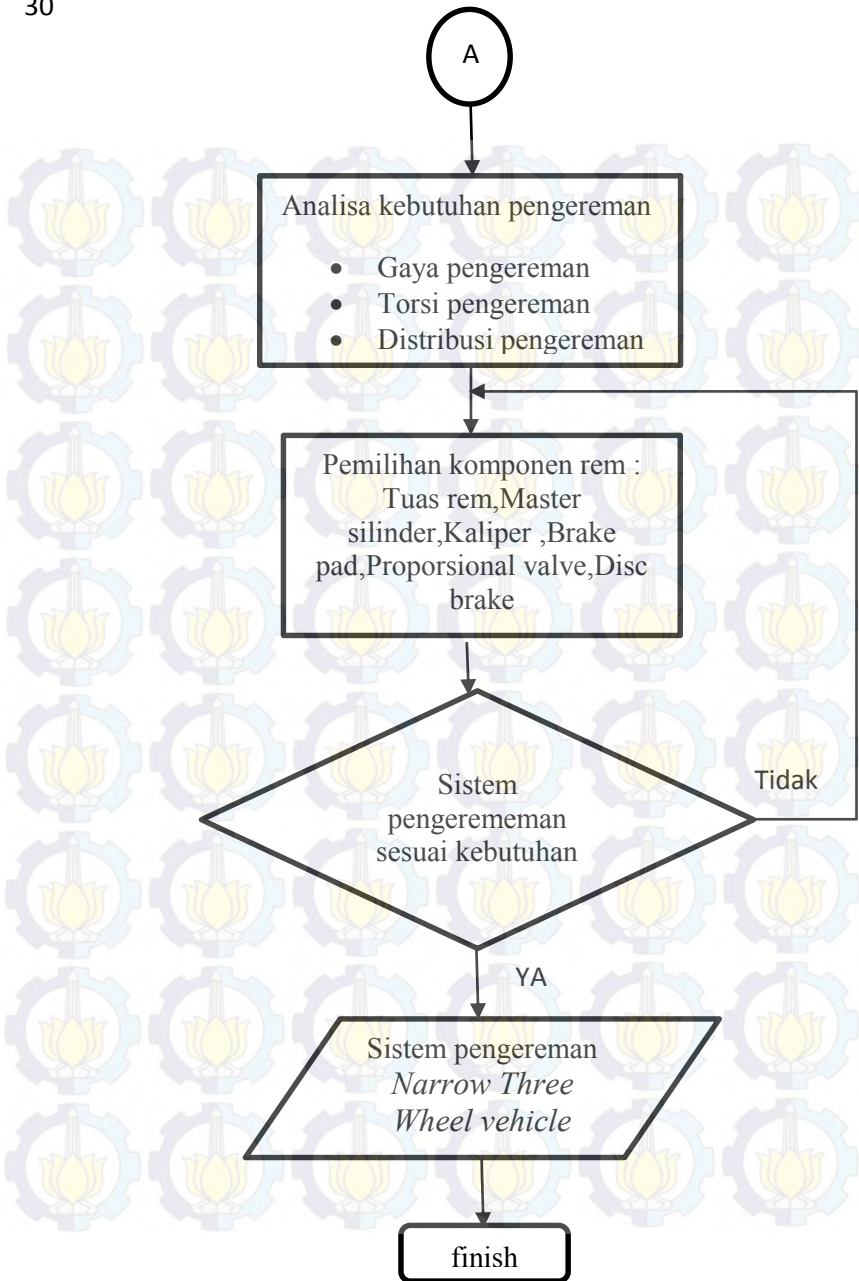 30
A
Analisa kebutuhan pengereman
• Gaya pengereman
• Torsi pengereman
• Distribusi pengereman
Pemilihan komponen rem :
Tuas rem,Master
silinder,Kaliper ,Brake
pad,Proporsional valve,Disc
brake
Sistem
pengerememan
sesuai kebutuhan
Tidak
YA
Sistem pengereman
Narrow Three
Wheel vehicle
finish